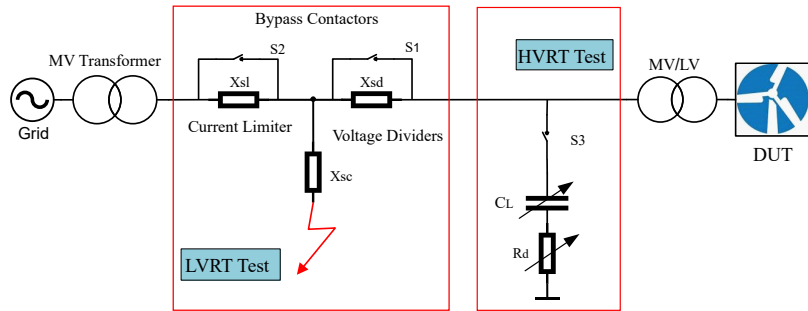 Bypass Contactors
S2
S1
HVRT Test
MV Transformer
MV/LV
Xsl
Xsd
Grid
Current Limiter
Voltage Dividers
S3
DUT
Xsc
CL
LVRT Test
Rd